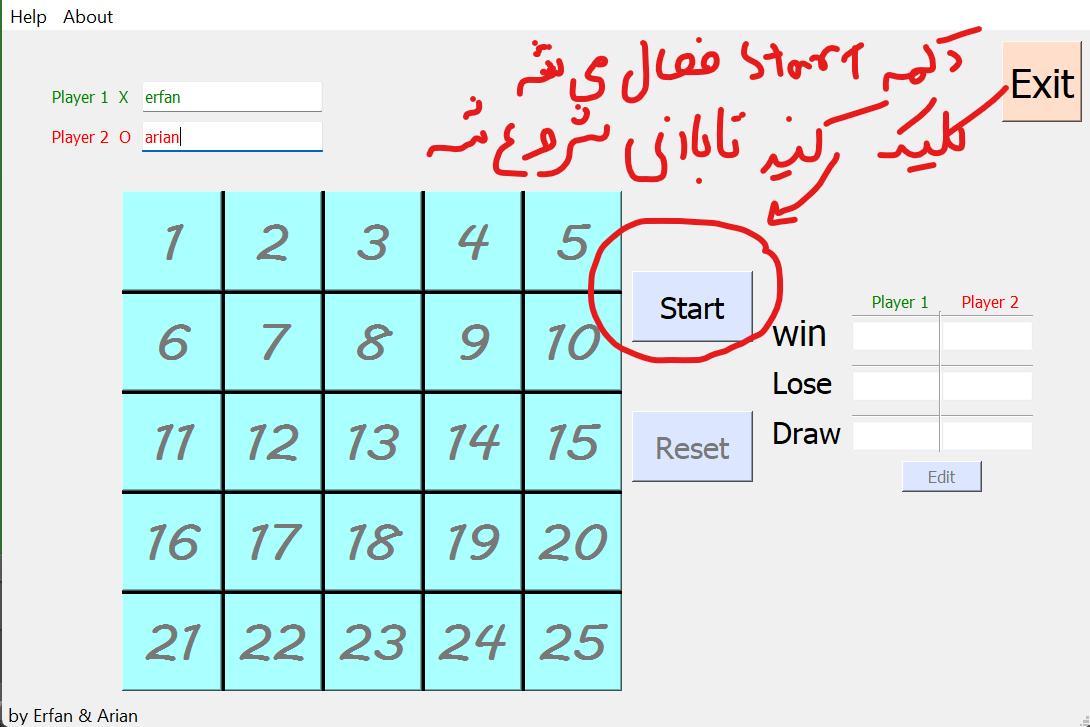 Help About
دکمه start فعال می شه
کلیک کنید تا بازی شروع شه
Exit
Player 1 X erfan
Player 2 O arian
1 2 3 4 5
6 7 8 9 10
11 12 13 14 15
16 17 18 19 20
21 22 23 24 25
Start
Reset
Player 1 Player 2
win
Lose
Draw
Edit
by Erfan & Arian